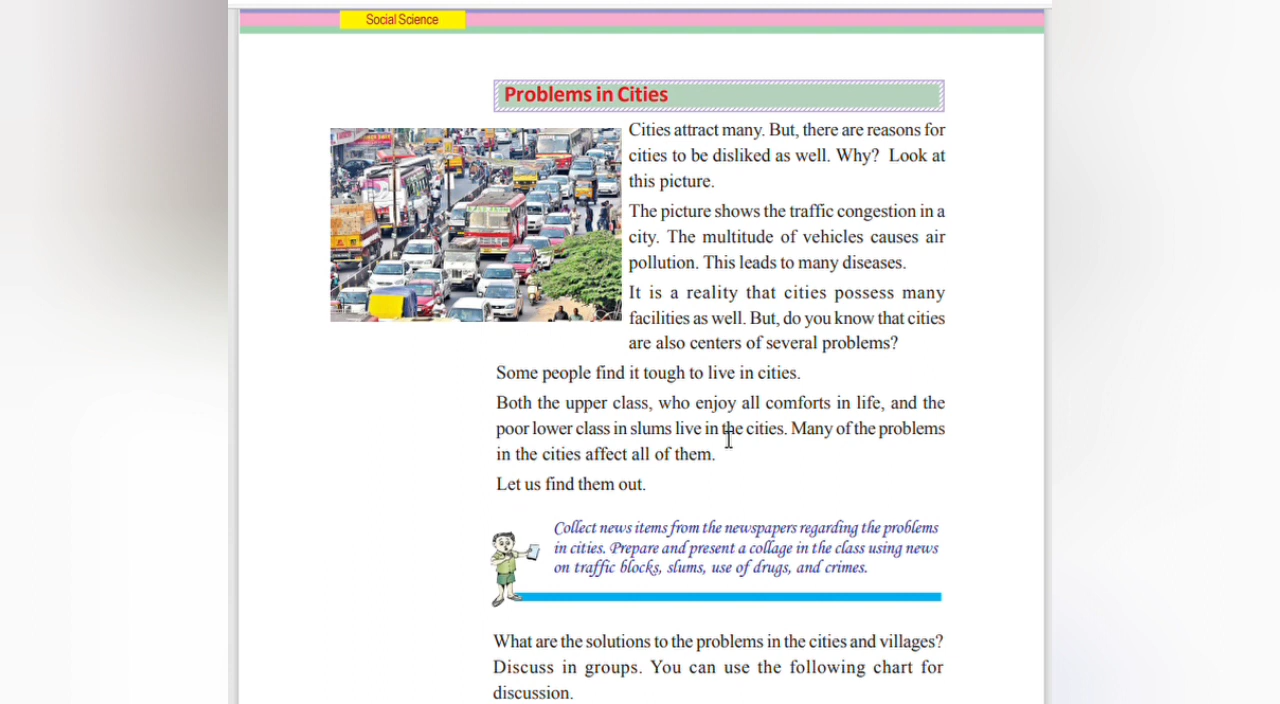 Social Science
Problems in Cities
Cities attract many. But, there are reasons for
cities to be disliked as well. Why? Look at
this picture.
The picture shows the traffic congestion in a
city. The multitude of vehicles causes air
pollution. This leads to many diseases.
It is a reality that cities possess many
facilities as well. But, do you know that cities
are also centers of several problems?
Some people find it tough to live in cities.
Both the upper class, who enjoy all comforts in life, and the
poor lower class in slums live in the cities. Many of the problems
in the cities affect all of them.
Let us find them out.
Collect news items from the newspapers regarding the problems
in cities. Prepare and present a collage in the class using news
on traffic blocks, slums, use of drugs, and crimes.
What are the solutions to the problems in the cities and villages?
Discuss in groups. You can use the following chart for
discussion.